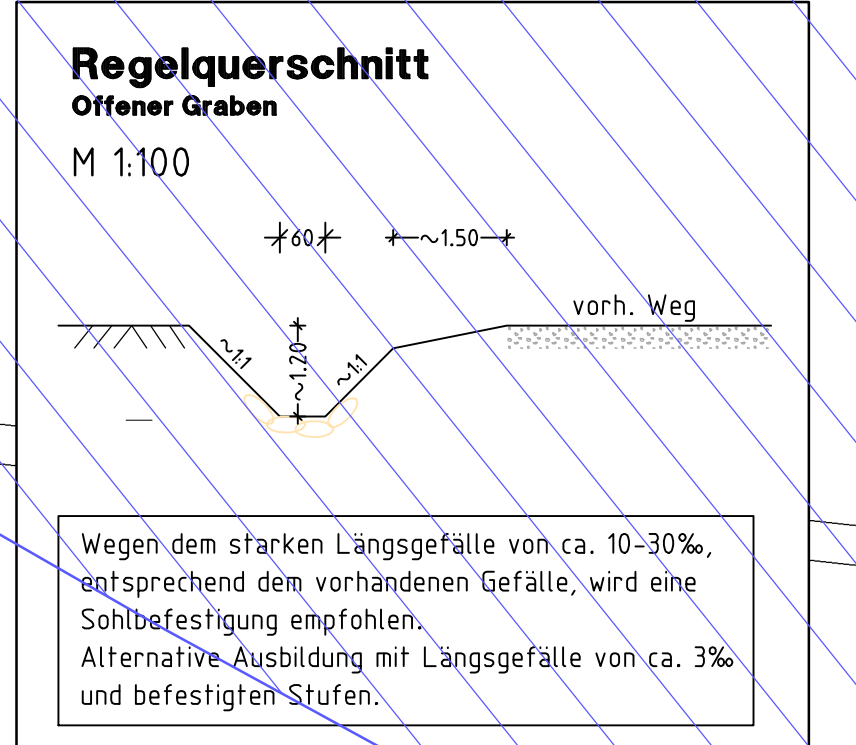 Regelquerschnitt
Offener Graben
M 1:100
60
~1.50
vorh. Weg
~1:1
~1.20
~1:1
Wegen dem starken Längsgefälle von ca. 10-30‰,
entsprechend dem vorhandenen Gefälle, wird eine
Sohlbefestigung empfohlen.
Alternative Ausbildung mit Längsgefälle von ca. 3‰
und befestigten Stufen.